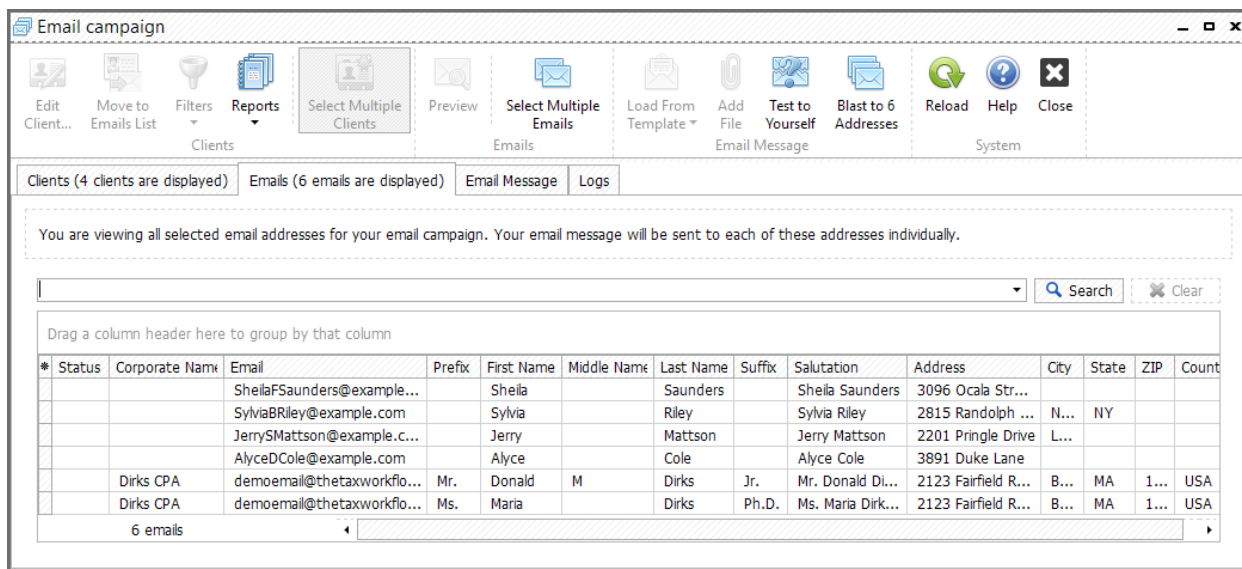 Email campaign
Edit Client... Move to Emails List Filters Reports Select Multiple Clients Preview Select Multiple Emails Load From Template Add File Test to Yourself Blast to 6 Addresses Reload Help Close
Clients Emails Email Message System
Clients (4 clients are displayed) Emails (6 emails are displayed) Email Message Logs
You are viewing all selected email addresses for your email campaign. Your email message will be sent to each of these addresses individually.
Search Clear
Drag a column header here to group by that column
* Status Corporate Name Email Prefix First Name Middle Name Last Name Suffix Salutation Address City State ZIP Count
SheilaFSaunders@example... Sheila Saunders Sheila Saunders 3096 Ocala Str...
SylviaBRiley@example.com Sylvia Riley Sylvia Riley 2815 Randolph ... N... NY
JerrySMattson@example.c... Jerry Mattson Jerry Mattson 2201 Pringle Drive L...
AlyceDCole@example.com Alyce Cole Alyce Cole 3891 Duke Lane
Dirks CPA demoemail@thetaxworkflo... Mr. Donald M Dirks Jr. Mr. Donald Di... 2123 Fairfield R... B... MA 1... USA
Dirks CPA demoemail@thetaxworkflo... Ms. Maria Dirks Ph.D. Ms. Maria Dirk... 2123 Fairfield R... B... MA 1... USA
6 emails